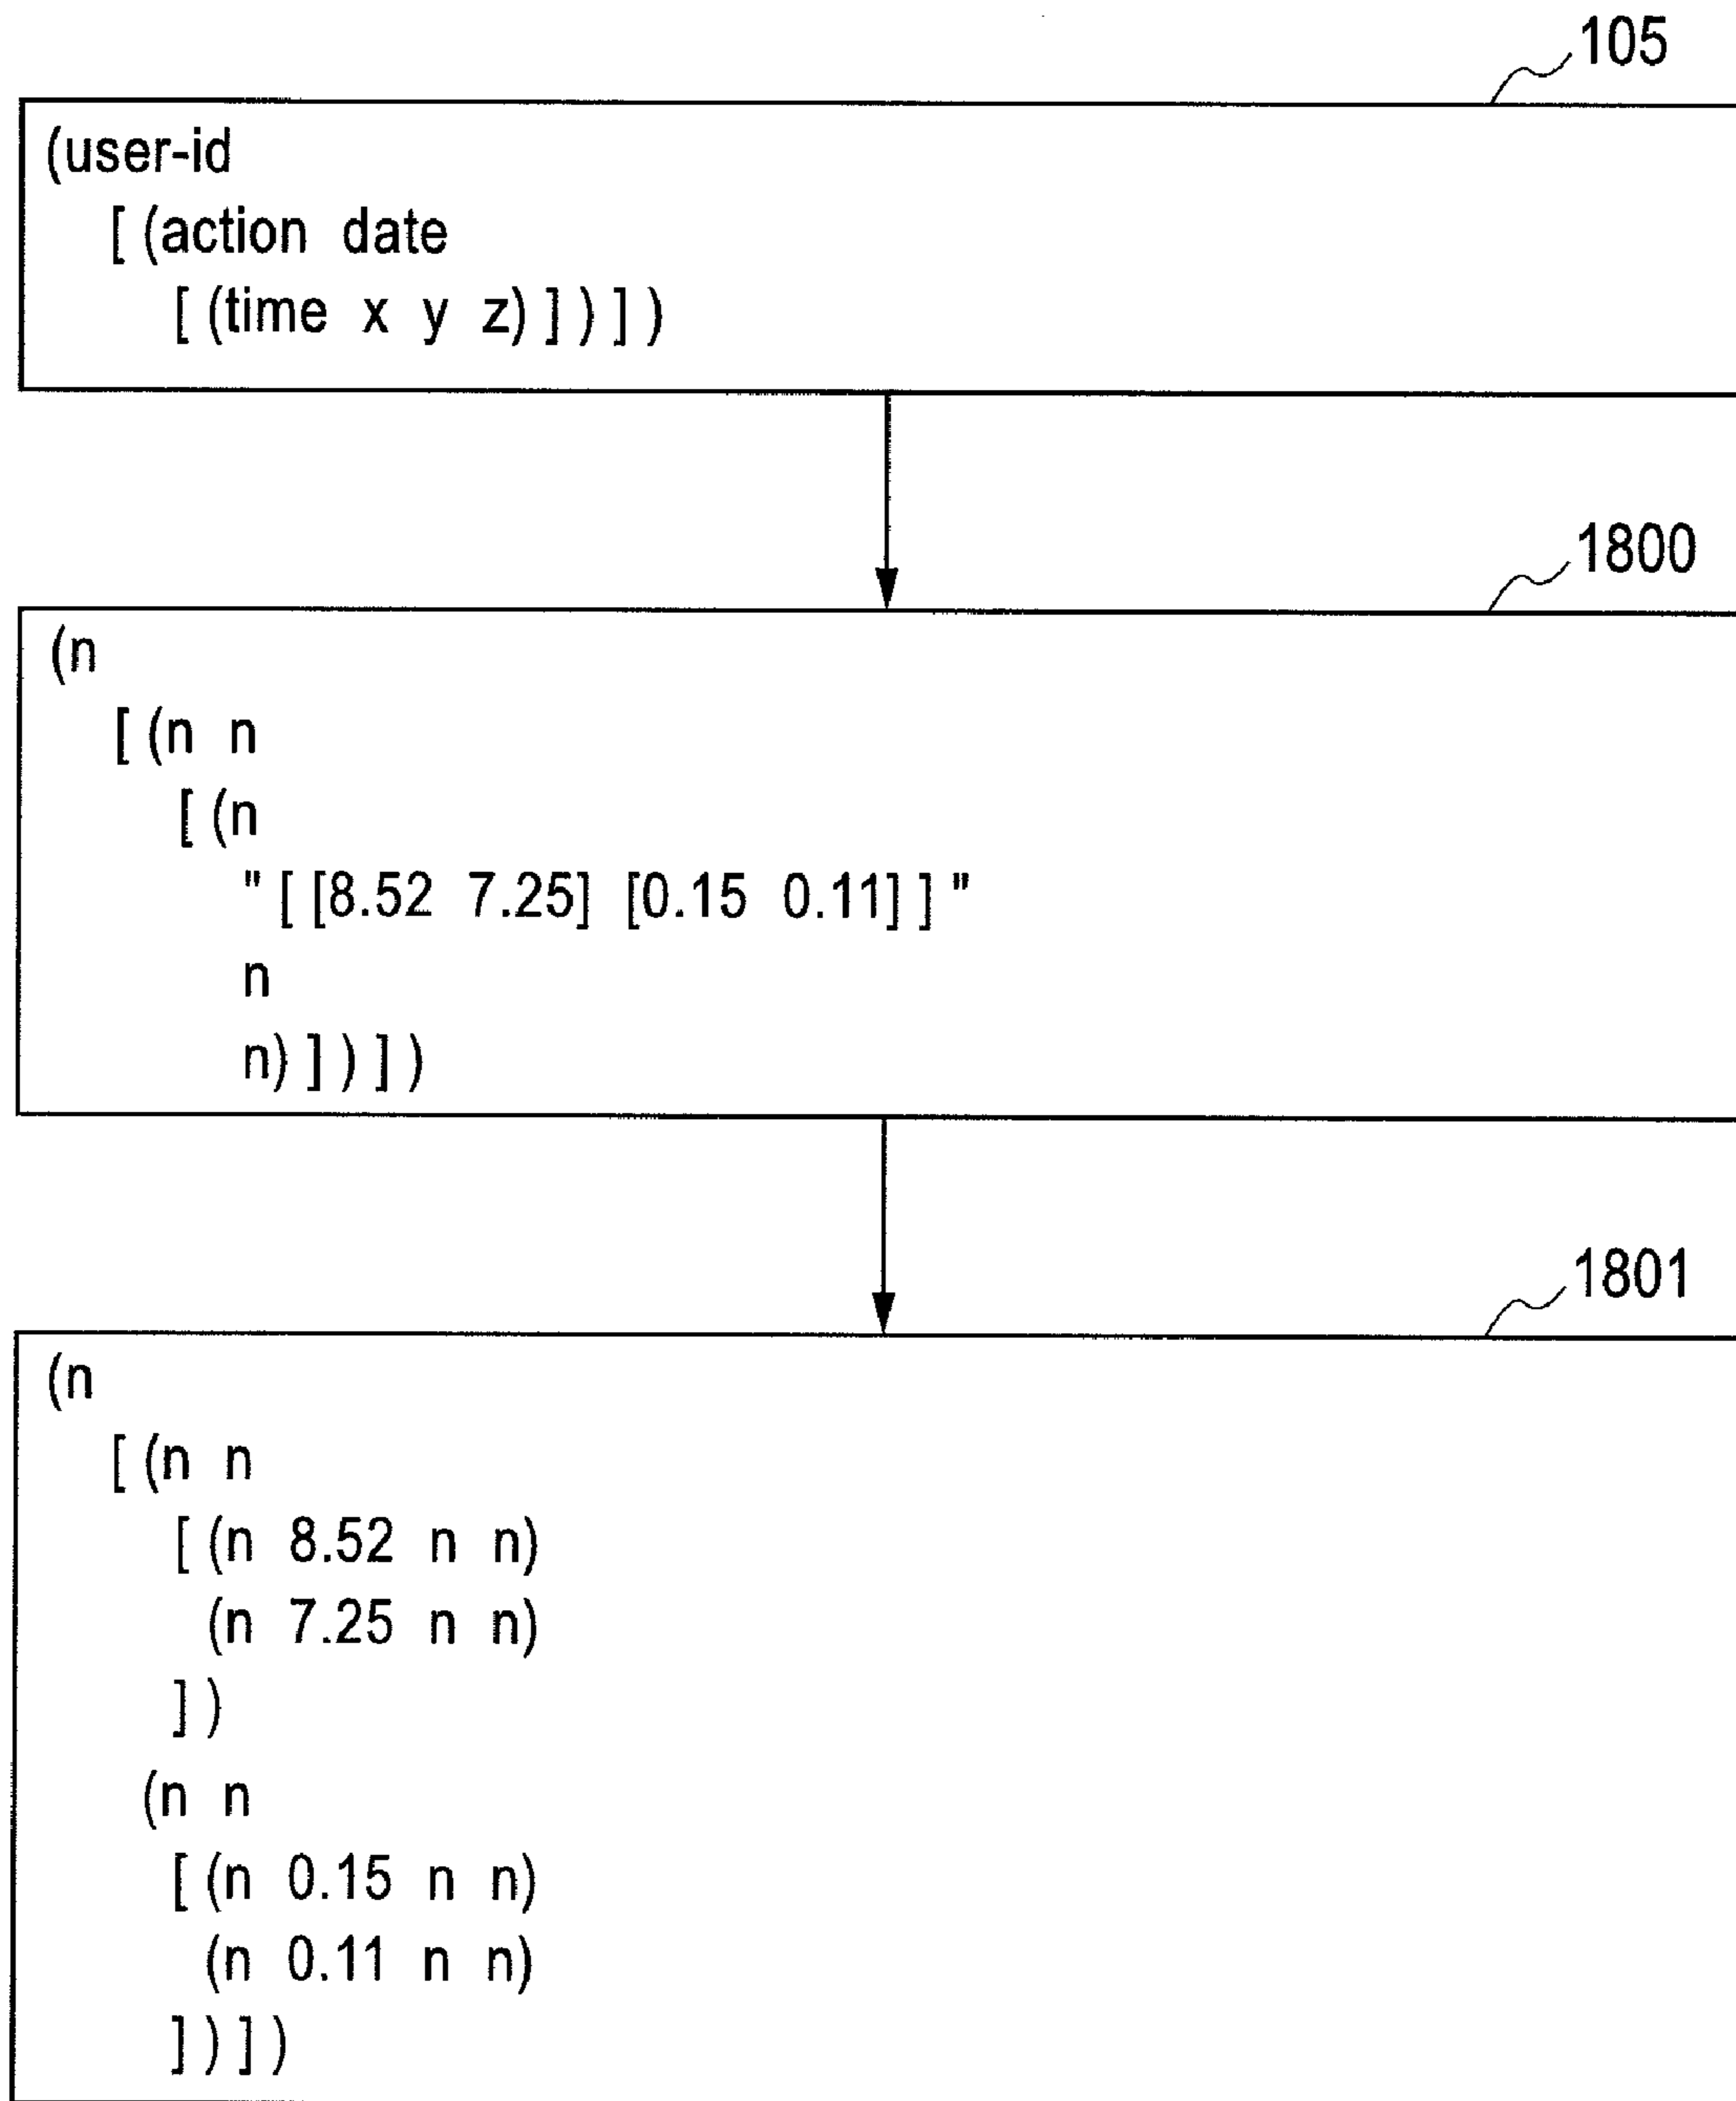 105
(user-id
[ (action date
[ (time x y z) ] ) ] )
1800
(n
[ (n n
[ (n
" [ [8.52 7.25] [0.15 0.11] ] "
n
n) ] ) ] )
1801
(n
[ (n n
[ (n 8.52 n n)
(n 7.25 n n)
] )
(n n
[ (n 0.15 n n)
(n 0.11 n n)
] ) ] )